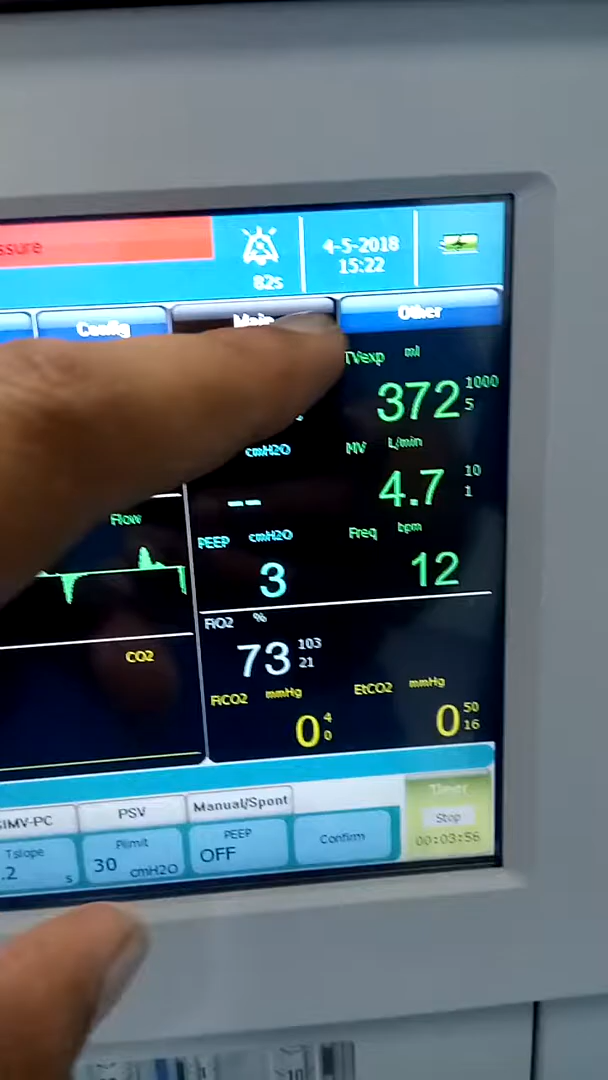 ssure
82s
4-5-2018
15:22
Config
Main
Other
TVexp ml
372 1000
5
cmH2O
MV L/min
--
4.7 10
1
Flow
PEEP cmH2O
3
Freq bpm
12
FiO2 %
73 103
21
CO2
FiCO2 mmHg
0 4
0
EtCO2 mmHg
0 50
16
SIMV-PC
PSV
Manual/Spont
Timer
Stop
00:03:56
Tslope
.2 s
Plimit
30 cmH2O
PEEP
OFF
Confirm
10